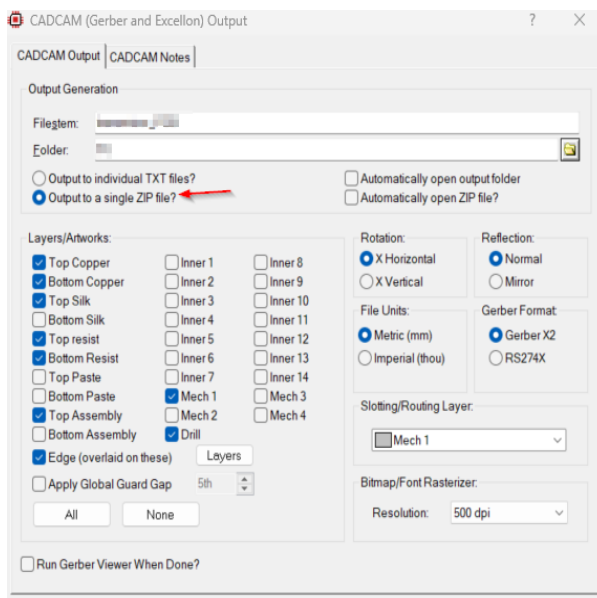 CADCAM (Gerber and Excellon) Output ? X
CADCAM Output CADCAM Notes
Output Generation
Filestem:
Folder:
Output to individual TXT files? Automatically open output folder
Output to a single ZIP file? Automatically open ZIP file?
Layers/Artworks: Rotation: Reflection:
Top Copper Inner 1 Inner 8 X Horizontal Normal
Bottom Copper Inner 2 Inner 9 X Vertical Mirror
Top Silk Inner 3 Inner 10 File Units: Gerber Format:
Bottom Silk Inner 4 Inner 11
Top resist Inner 5 Inner 12 Metric (mm) Gerber X2
Bottom Resist Inner 6 Inner 13 Imperial (thou) RS274X
Top Paste Inner 7 Inner 14
Bottom Paste Mech 1 Mech 3 Slotting/Routing Layer:
Top Assembly Mech 2 Mech 4
Bottom Assembly Drill Mech 1
Edge (overlaid on these) Layers
Apply Global Guard Gap 5th Bitmap/Font Rasterizer:
All None Resolution: 500 dpi
Run Gerber Viewer When Done?